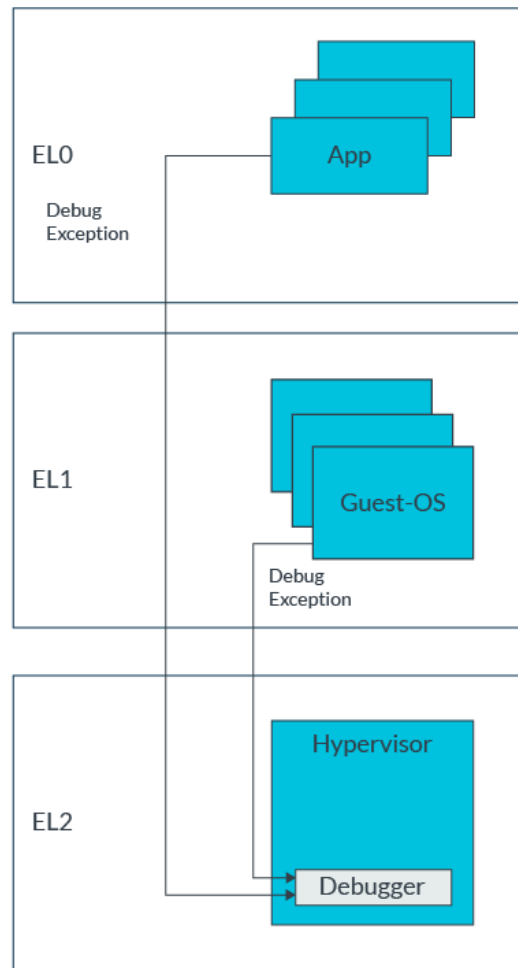 EL0
App
Debug
Exception
EL1
Guest-OS
Debug
Exception
Hypervisor
EL2
Debugger